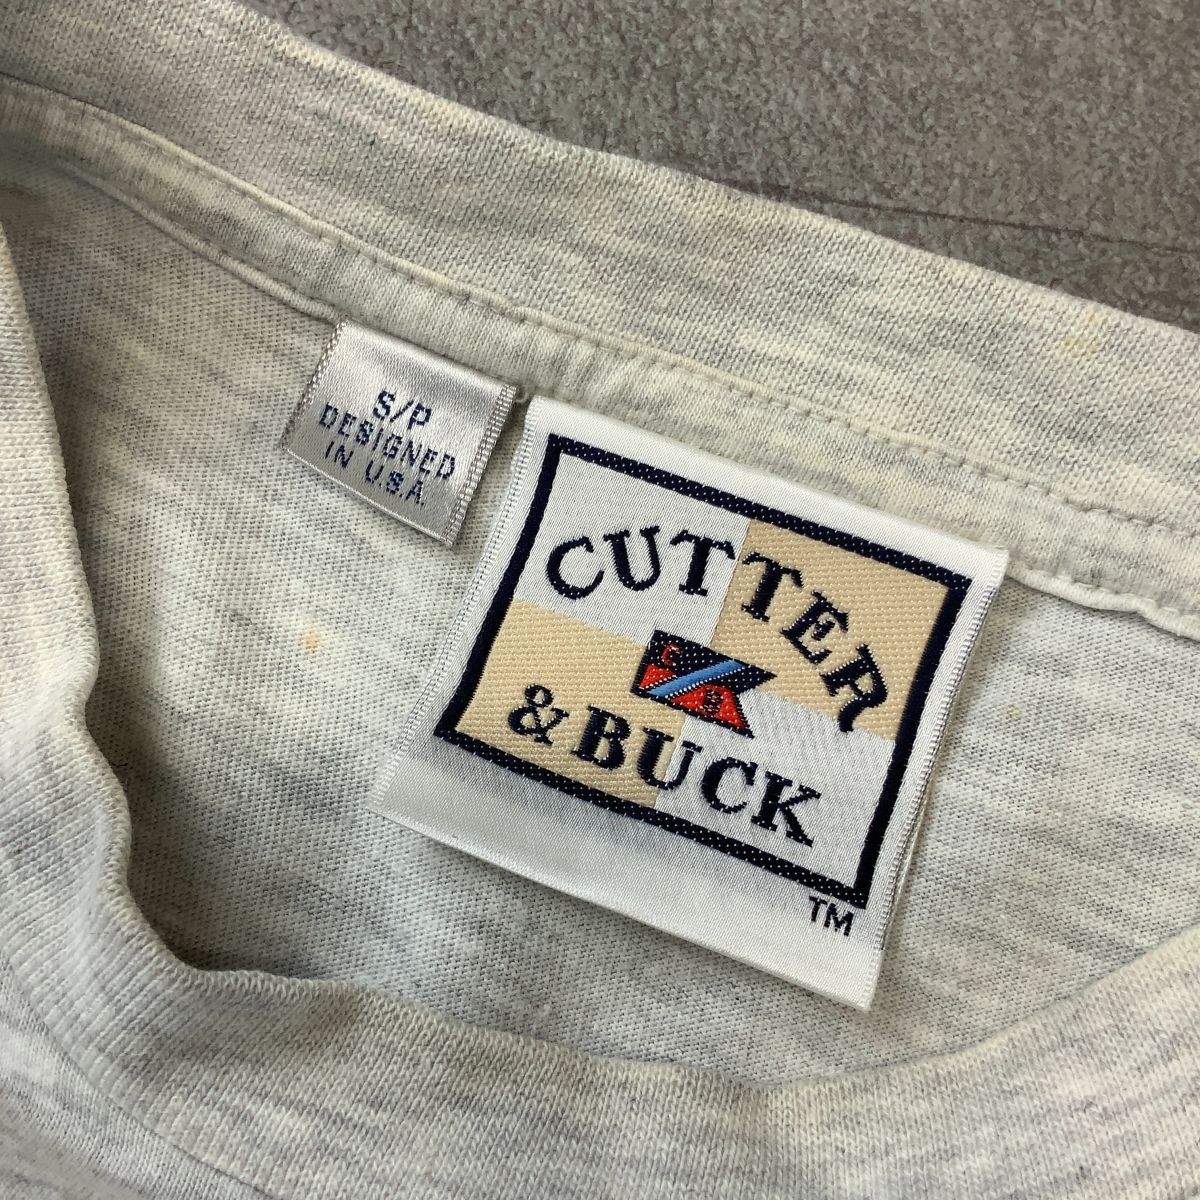 S/P
DESIGNED
IN U.S.A.
CUTTER
C
B
& BUCK
TM